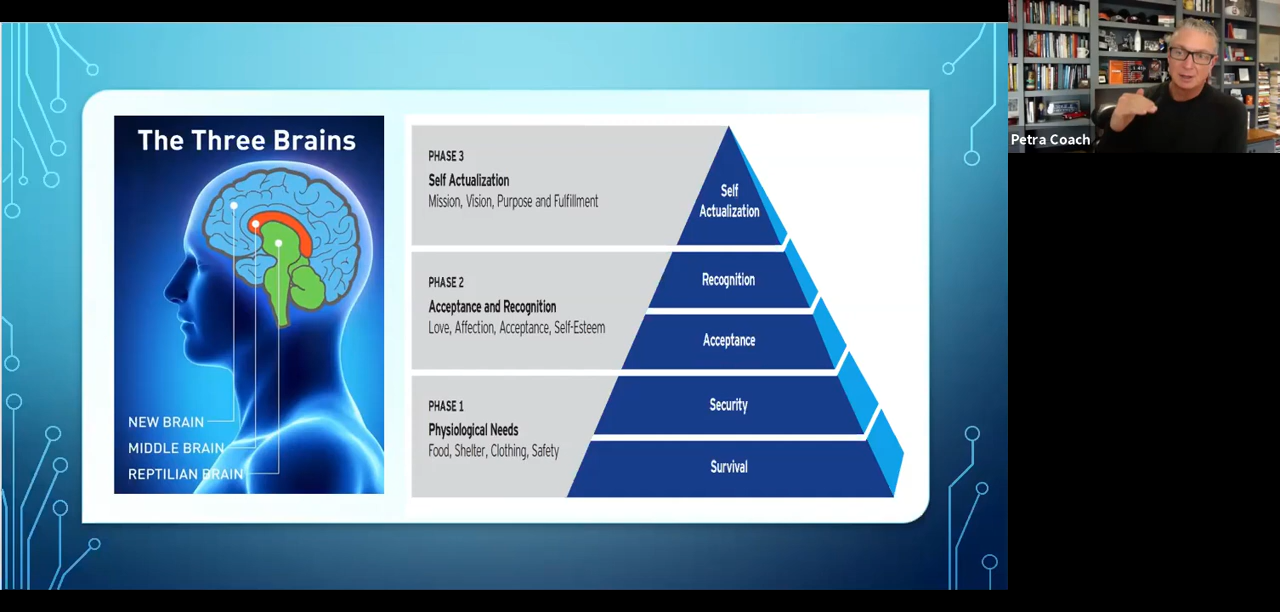 The Three Brains
NEW BRAIN
MIDDLE BRAIN
REPTILIAN BRAIN
PHASE 3
Self Actualization
Mission, Vision, Purpose and Fulfillment
PHASE 2
Acceptance and Recognition
Love, Affection, Acceptance, Self-Esteem
PHASE 1
Physiological Needs
Food, Shelter, Clothing, Safety
Self
Actualization
Recognition
Acceptance
Security
Survival
Petra Coach